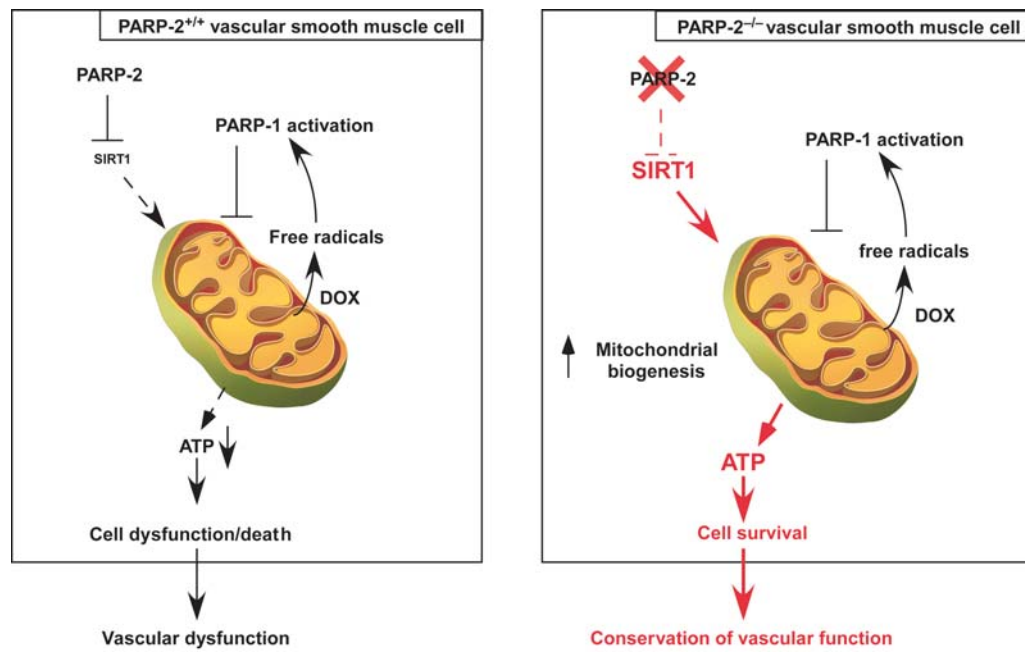 PARP-2+/+ vascular smooth muscle cell
PARP-2
SIRT1
PARP-1 activation
Free radicals
DOX
ATP
Cell dysfunction/death
Vascular dysfunction
PARP-2–/– vascular smooth muscle cell
PARP-2
SIRT1
PARP-1 activation
free radicals
DOX
Mitochondrial
biogenesis
ATP
Cell survival
Conservation of vascular function